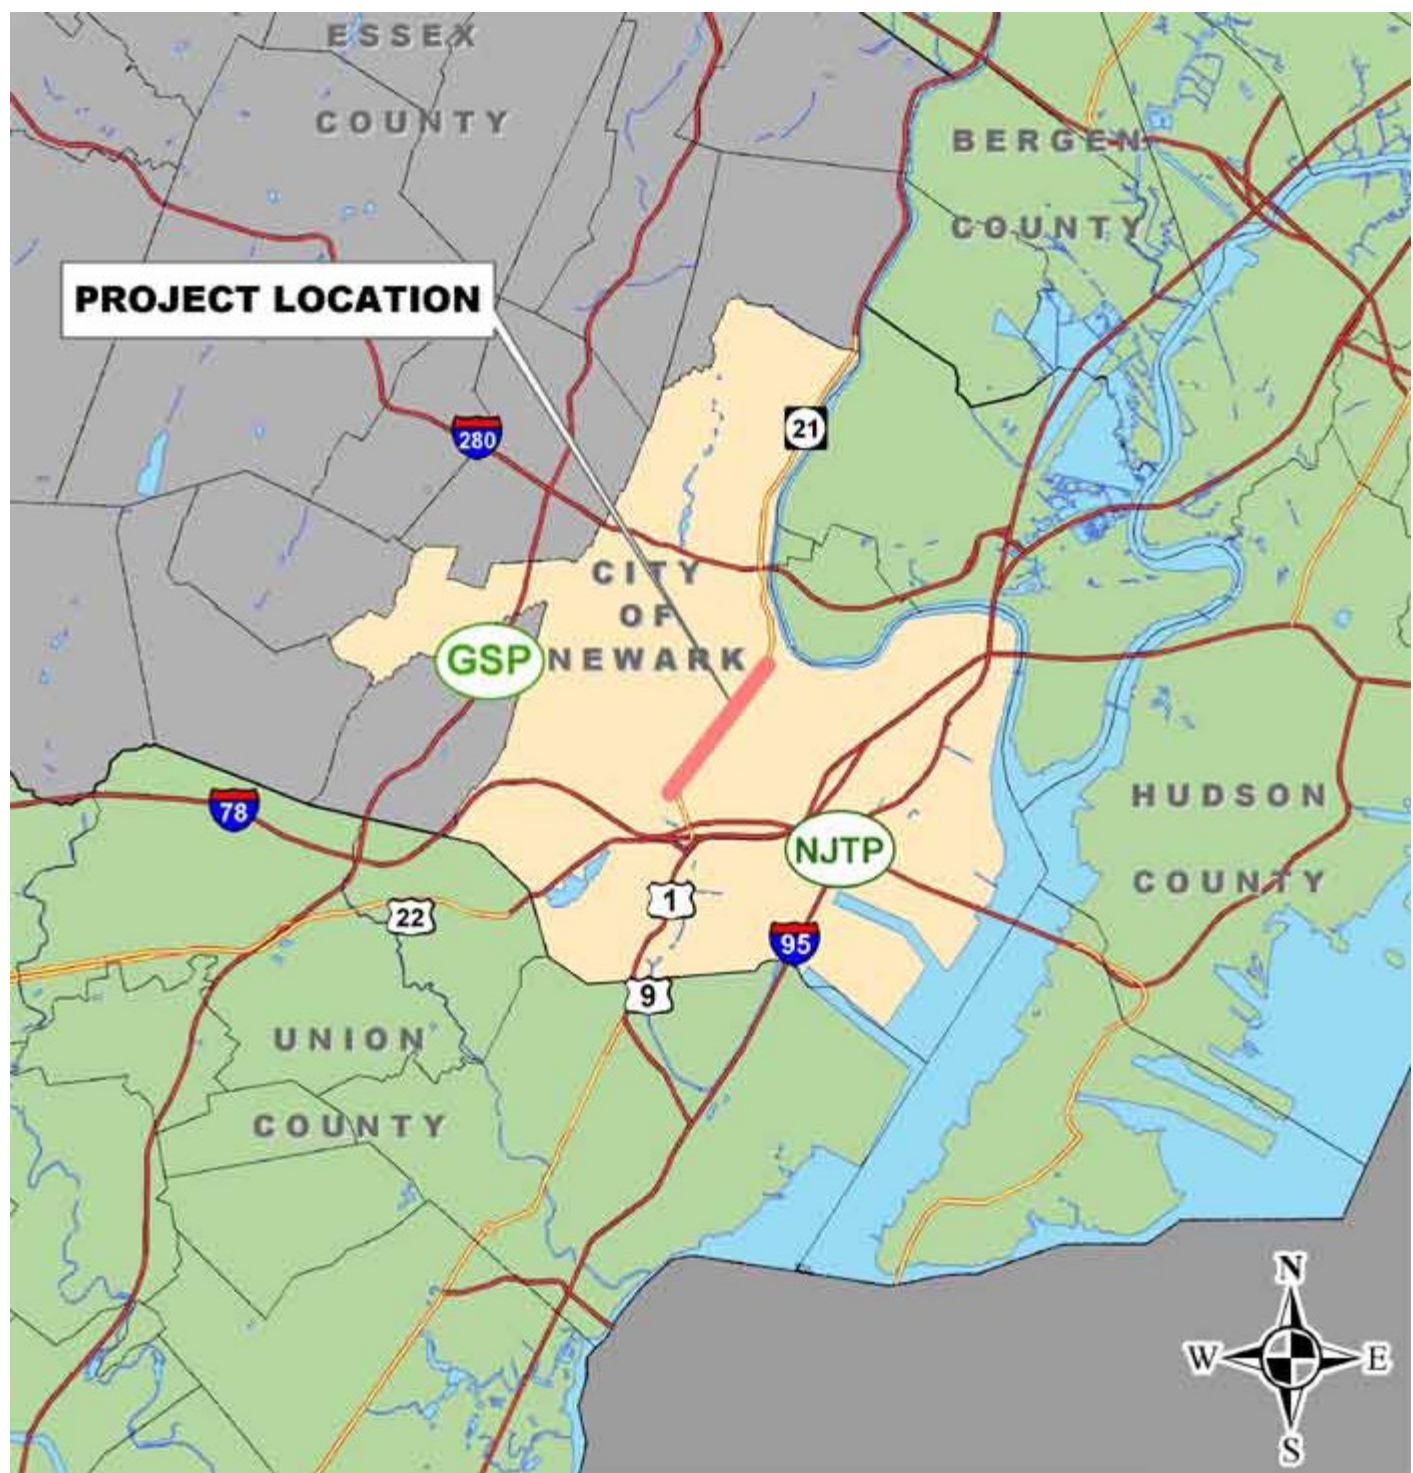 ESSEX
COUNTY
BERGEN
COUNTY
PROJECT LOCATION
21
280
CITY
OF
NEWARK
GSP
78
HUDSON
COUNTY
NJTP
1
22
95
9
UNION
COUNTY
N
W E
S